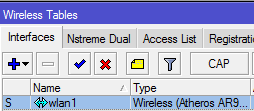 Wireless Tables
Interfaces Nstreme Dual Access List Registratio
CAP
Name Type
S wlan1 Wireless (Atheros AR9...